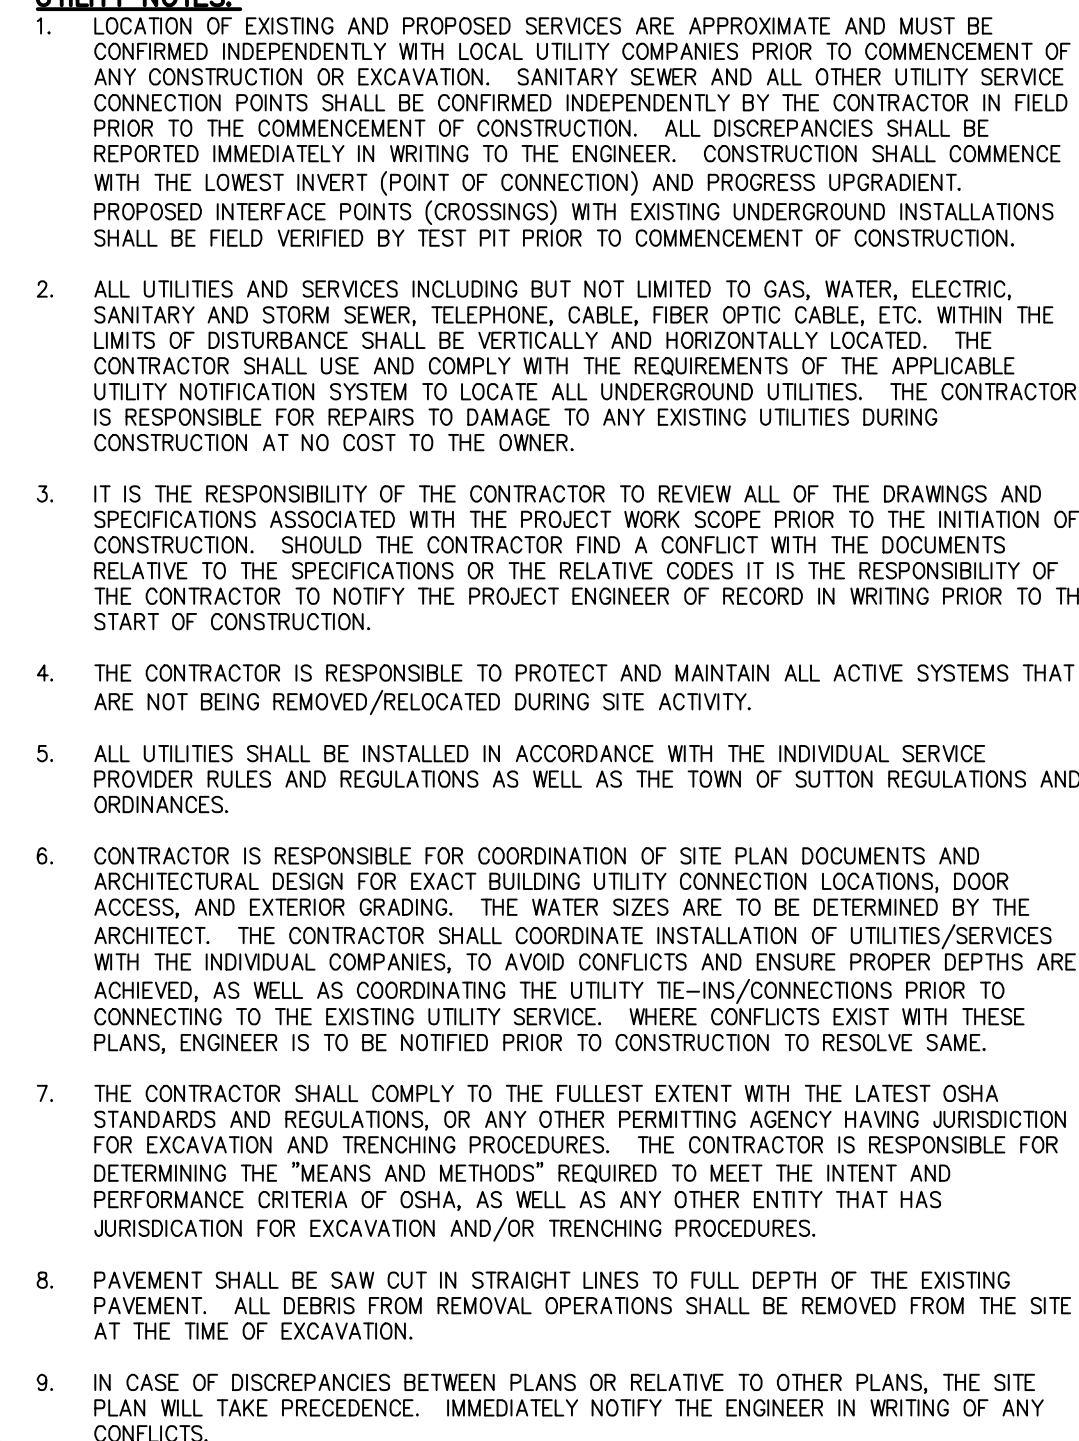 UTILITY NOTES:
1. LOCATION OF EXISTING AND PROPOSED SERVICES ARE APPROXIMATE AND MUST BE
CONFIRMED INDEPENDENTLY WITH LOCAL UTILITY COMPANIES PRIOR TO COMMENCEMENT OF
ANY CONSTRUCTION OR EXCAVATION. SANITARY SEWER AND ALL OTHER UTILITY SERVICE
CONNECTION POINTS SHALL BE CONFIRMED INDEPENDENTLY BY THE CONTRACTOR IN FIELD
PRIOR TO THE COMMENCEMENT OF CONSTRUCTION. ALL DISCREPANCIES SHALL BE
REPORTED IMMEDIATELY IN WRITING TO THE ENGINEER. CONSTRUCTION SHALL COMMENCE
WITH THE LOWEST INVERT (POINT OF CONNECTION) AND PROGRESS UPGRADIENT.
PROPOSED INTERFACE POINTS (CROSSINGS) WITH EXISTING UNDERGROUND INSTALLATIONS
SHALL BE FIELD VERIFIED BY TEST PIT PRIOR TO COMMENCEMENT OF CONSTRUCTION.
2. ALL UTILITIES AND SERVICES INCLUDING BUT NOT LIMITED TO GAS, WATER, ELECTRIC,
SANITARY AND STORM SEWER, TELEPHONE, CABLE, FIBER OPTIC CABLE, ETC. WITHIN THE
LIMITS OF DISTURBANCE SHALL BE VERTICALLY AND HORIZONTALLY LOCATED. THE
CONTRACTOR SHALL USE AND COMPLY WITH THE REQUIREMENTS OF THE APPLICABLE
UTILITY NOTIFICATION SYSTEM TO LOCATE ALL UNDERGROUND UTILITIES. THE CONTRACTOR
IS RESPONSIBLE FOR REPAIRS TO DAMAGE TO ANY EXISTING UTILITIES DURING
CONSTRUCTION AT NO COST TO THE OWNER.
3. IT IS THE RESPONSIBILITY OF THE CONTRACTOR TO REVIEW ALL OF THE DRAWINGS AND
SPECIFICATIONS ASSOCIATED WITH THE PROJECT WORK SCOPE PRIOR TO THE INITIATION OF
CONSTRUCTION. SHOULD THE CONTRACTOR FIND A CONFLICT WITH THE DOCUMENTS
RELATIVE TO THE SPECIFICATIONS OR THE RELATIVE CODES IT IS THE RESPONSIBILITY OF
THE CONTRACTOR TO NOTIFY THE PROJECT ENGINEER OF RECORD IN WRITING PRIOR TO TH
START OF CONSTRUCTION.
4. THE CONTRACTOR IS RESPONSIBLE TO PROTECT AND MAINTAIN ALL ACTIVE SYSTEMS THAT
ARE NOT BEING REMOVED/RELOCATED DURING SITE ACTIVITY.
5. ALL UTILITIES SHALL BE INSTALLED IN ACCORDANCE WITH THE INDIVIDUAL SERVICE
PROVIDER RULES AND REGULATIONS AS WELL AS THE TOWN OF SUTTON REGULATIONS AND
ORDINANCES.
6. CONTRACTOR IS RESPONSIBLE FOR COORDINATION OF SITE PLAN DOCUMENTS AND
ARCHITECTURAL DESIGN FOR EXACT BUILDING UTILITY CONNECTION LOCATIONS, DOOR
ACCESS, AND EXTERIOR GRADING. THE WATER SIZES ARE TO BE DETERMINED BY THE
ARCHITECT. THE CONTRACTOR SHALL COORDINATE INSTALLATION OF UTILITIES/SERVICES
WITH THE INDIVIDUAL COMPANIES, TO AVOID CONFLICTS AND ENSURE PROPER DEPTHS ARE
ACHIEVED, AS WELL AS COORDINATING THE UTILITY TIE–INS/CONNECTIONS PRIOR TO
CONNECTING TO THE EXISTING UTILITY SERVICE. WHERE CONFLICTS EXIST WITH THESE
PLANS, ENGINEER IS TO BE NOTIFIED PRIOR TO CONSTRUCTION TO RESOLVE SAME.
7. THE CONTRACTOR SHALL COMPLY TO THE FULLEST EXTENT WITH THE LATEST OSHA
STANDARDS AND REGULATIONS, OR ANY OTHER PERMITTING AGENCY HAVING JURISDICTION
FOR EXCAVATION AND TRENCHING PROCEDURES. THE CONTRACTOR IS RESPONSIBLE FOR
DETERMINING THE "MEANS AND METHODS" REQUIRED TO MEET THE INTENT AND
PERFORMANCE CRITERIA OF OSHA, AS WELL AS ANY OTHER ENTITY THAT HAS
JURISDICATION FOR EXCAVATION AND/OR TRENCHING PROCEDURES.
8. PAVEMENT SHALL BE SAW CUT IN STRAIGHT LINES TO FULL DEPTH OF THE EXISTING
PAVEMENT. ALL DEBRIS FROM REMOVAL OPERATIONS SHALL BE REMOVED FROM THE SITE
AT THE TIME OF EXCAVATION.
9. IN CASE OF DISCREPANCIES BETWEEN PLANS OR RELATIVE TO OTHER PLANS, THE SITE
PLAN WILL TAKE PRECEDENCE. IMMEDIATELY NOTIFY THE ENGINEER IN WRITING OF ANY
CONFLICTS.